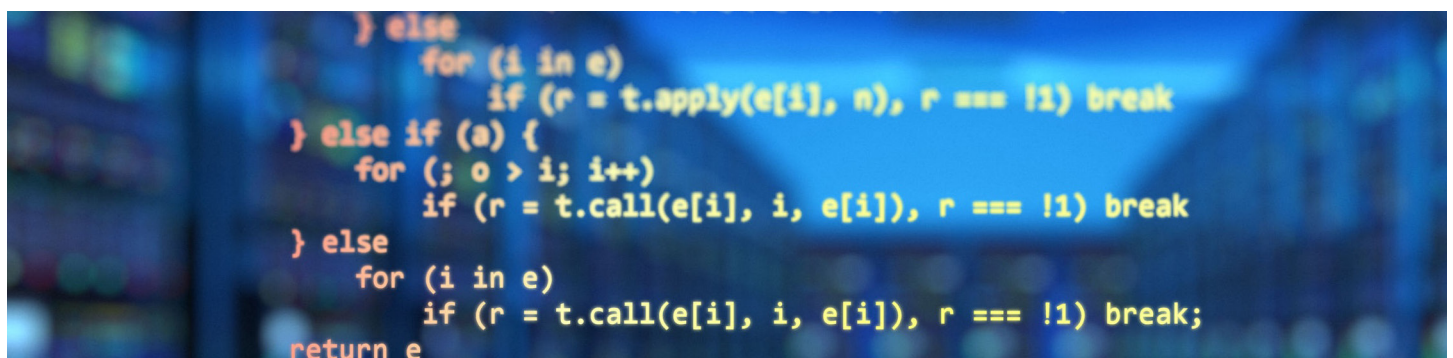 } else
for (i in e)
if (r = t.apply(e[i], n), r === !1) break
} else if (a) {
for (; o > i; i++)
if (r = t.call(e[i], i, e[i]), r === !1) break
} else
for (i in e)
if (r = t.call(e[i], i, e[i]), r === !1) break;
return e